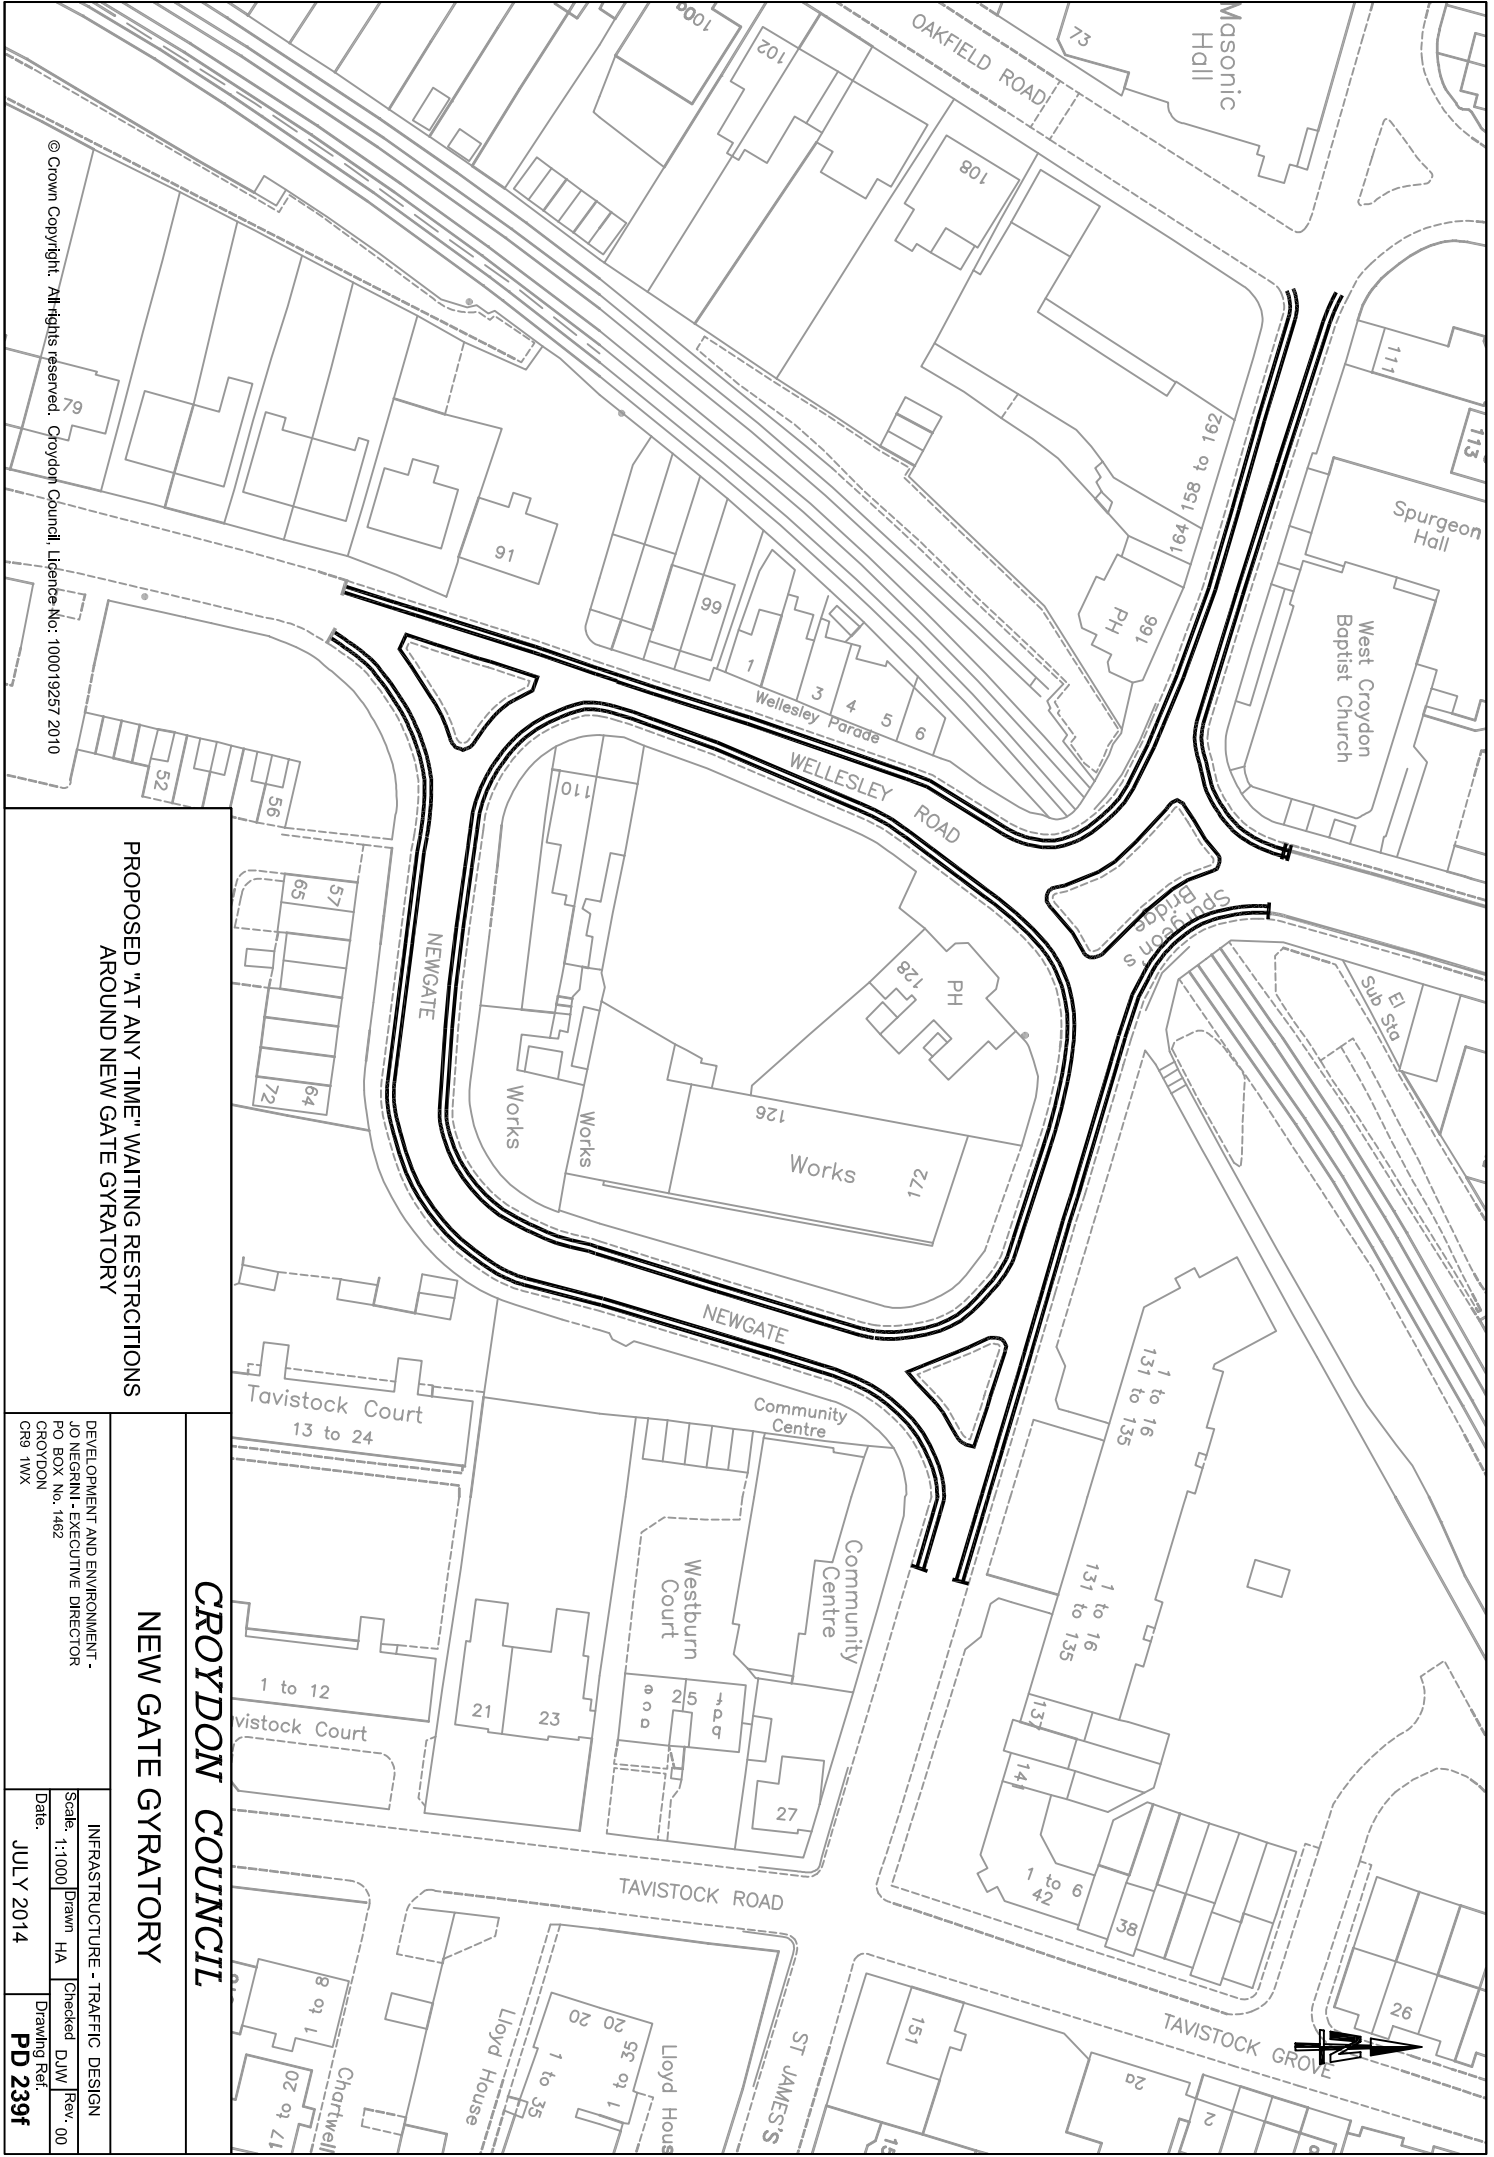 Masonic
Hall
73
OAKFIELD ROAD
100
102
108
111
113
Spurgeon
Hall
158 to 162
164
166
Hd
West Croydon
Baptist Church
79
91
99
1
3
4
5
6
Wellesley Parade
WELLESLEY ROAD
Spurgeon's
Bridge
El
Sub Sta
110
PH
128
126
Works
172
Works
Works
NEWGATE
NEWGATE
52
56
57
65
64
72
Tavistock Court
13 to 24
Community
Centre
Community
Centre
Westburn
Court
1 to 16
131 to 135
1 to 16
131 to 135
137
141
1 to 12
vistock Court
21
23
25
a c e
b d f
27
1 to 6
42
38
TAVISTOCK ROAD
26
TAVISTOCK GROVE
N
2a
2
151
15
ST JAMES'S
Lloyd Hous
1 to 35
20
20
1 to 35
Lloyd House
1 to 8
17 to 20
Chartwell
© Crown Copyright. All rights reserved. Croydon Council, Licence No: 100019257 2010
PROPOSED "AT ANY TIME" WAITING RESTRCITIONS
AROUND NEW GATE GYRATORY
CROYDON COUNCIL
NEW GATE GYRATORY
DEVELOPMENT AND ENVIRONMENT -
JO NEGRINI - EXECUTIVE DIRECTOR
PO BOX No. 1462
CROYDON
CR9 1WX
INFRASTRUCTURE - TRAFFIC DESIGN
Scale. 1:1000 Drawn HA Checked DJW Rev. 00
Date. JULY 2014
Drawing Ref. PD 239f